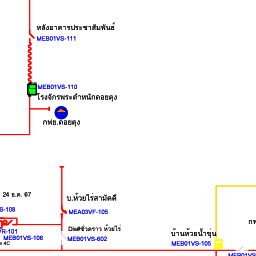 หลังอาคารประชาสัมพันธ์
MEB01VS-111
MEB01VS-110
โรงจักรพระตำหนักดอยตุง
กฟย.ดอยตุง
24 ธ.ค. 67
บ.ห้วยไร่สามัคคี
MEA03VF-105
VR-101
MEB01VS-106
4C
MEB01VS-602
บ้านห้วยน้ำขุ่น
MEB01VS-105